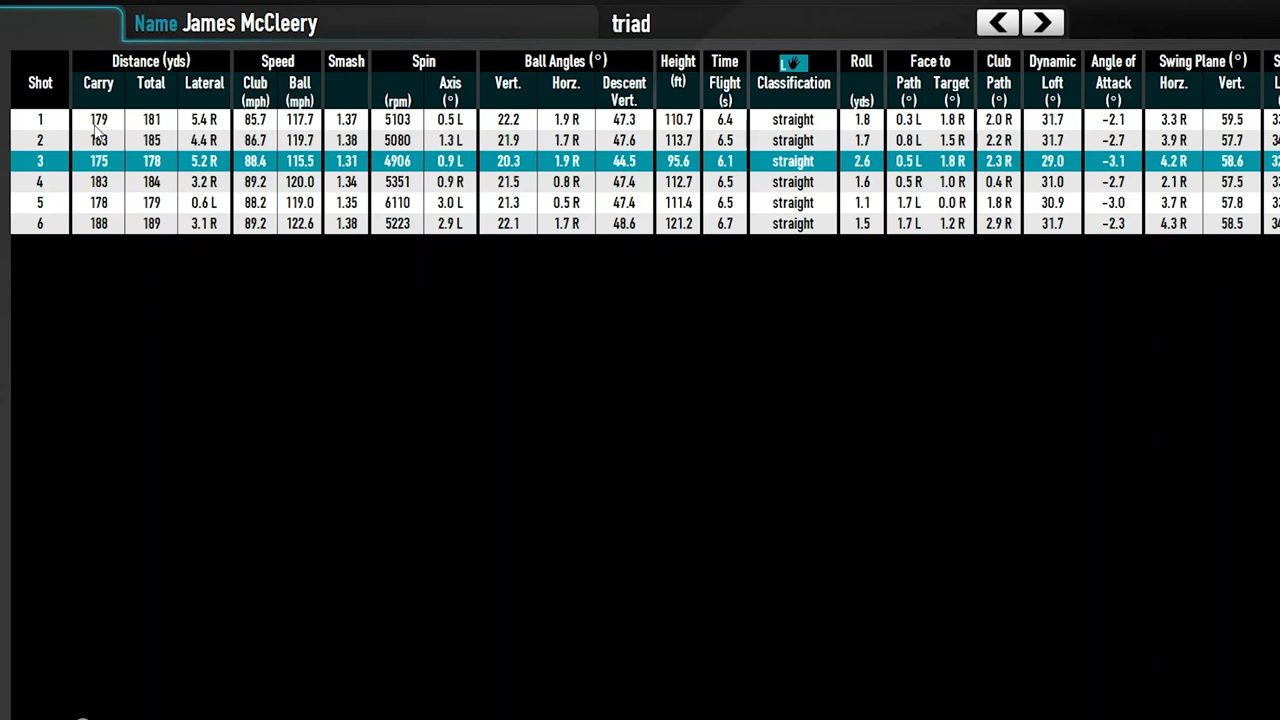 Name James McCleery triad
Distance (yds) Speed Spin Ball Angles (°) Height Time L Roll Face to Club Dynamic Angle of Swing Plane (°)
Shot Carry Total Lateral Club Ball Smash Axis Vert. Horz. Descent (ft) Flight Classification Path Target Path Loft Attack Horz. Vert.
(mph) (mph) (rpm) (°) Vert. (s) (yds) (°) (°) (°) (°) (°)
1 179 181 5.4 R 85.7 117.7 1.37 5103 0.5 L 22.2 1.9 R 47.3 110.7 6.4 straight 1.8 0.3 L 1.8 R 2.0 R 31.7 -2.1 3.3 R 59.5
2 183 185 4.4 R 86.7 119.7 1.38 5080 1.3 L 21.9 1.7 R 47.6 113.7 6.5 straight 1.7 0.8 L 1.5 R 2.2 R 31.7 -2.7 3.9 R 57.7
3 175 178 5.2 R 88.4 115.5 1.31 4906 0.9 L 20.3 1.9 R 44.5 95.6 6.1 straight 2.6 0.5 L 1.8 R 2.3 R 29.0 -3.1 4.2 R 58.6
4 183 184 3.2 R 89.2 120.0 1.34 5351 0.9 R 21.5 0.8 R 47.4 112.7 6.5 straight 1.6 0.5 R 1.0 R 0.4 R 31.0 -2.7 2.1 R 57.5
5 178 179 0.6 L 88.2 119.0 1.35 6110 3.0 L 21.3 0.5 R 47.4 111.4 6.5 straight 1.1 1.7 L 0.0 R 1.8 R 30.9 -3.0 3.7 R 57.8
6 188 189 3.1 R 89.2 122.6 1.38 5223 2.9 L 22.1 1.7 R 48.6 121.2 6.7 straight 1.5 1.7 L 1.2 R 2.9 R 31.7 -2.3 4.3 R 58.5